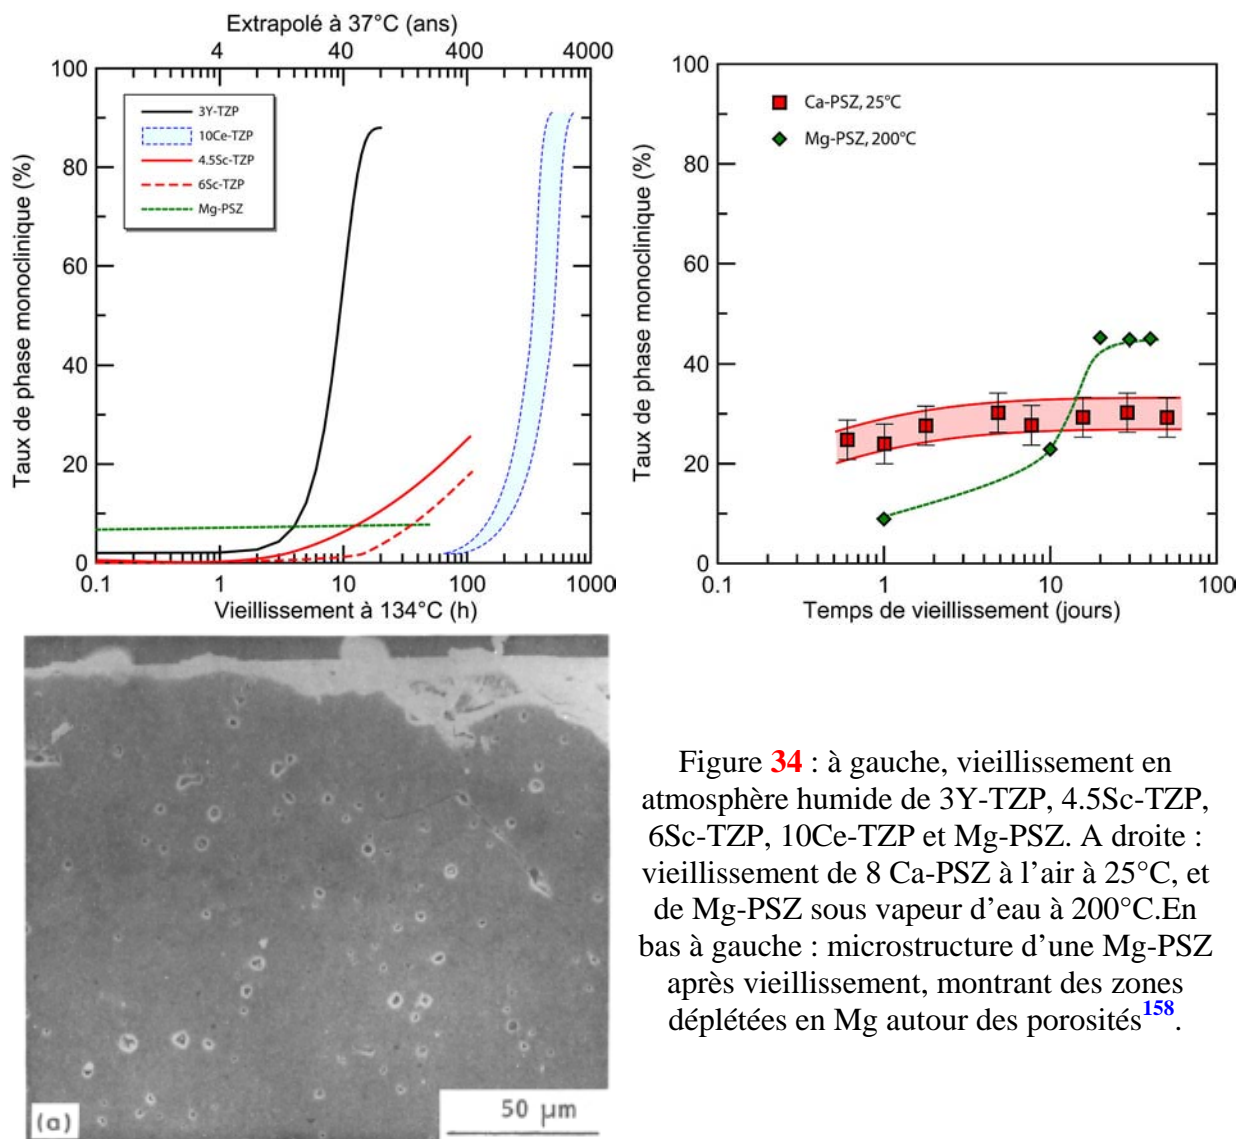 Extrapolé à 37°C (ans)
4 40 400 4000
100
80
60
40
20
0
Taux de phase monoclinique (%)
3Y-TZP
10Ce-TZP
4.5Sc-TZP
6Sc-TZP
Mg-PSZ
0.1 1 10 100 1000
Vieillissement à 134°C (h)
100
80
60
40
20
0
Taux de phase monoclinique (%)
Ca-PSZ, 25°C
Mg-PSZ, 200°C
0.1 1 10 100
Temps de vieillissement (jours)
(a)
50 µm
Figure 34 : à gauche, vieillissement en
atmosphère humide de 3Y-TZP, 4.5Sc-TZP,
6Sc-TZP, 10Ce-TZP et Mg-PSZ. A droite :
vieillissement de 8 Ca-PSZ à l’air à 25°C, et
de Mg-PSZ sous vapeur d’eau à 200°C.En
bas à gauche : microstructure d’une Mg-PSZ
après vieillissement, montrant des zones
déplétées en Mg autour des porosités158.